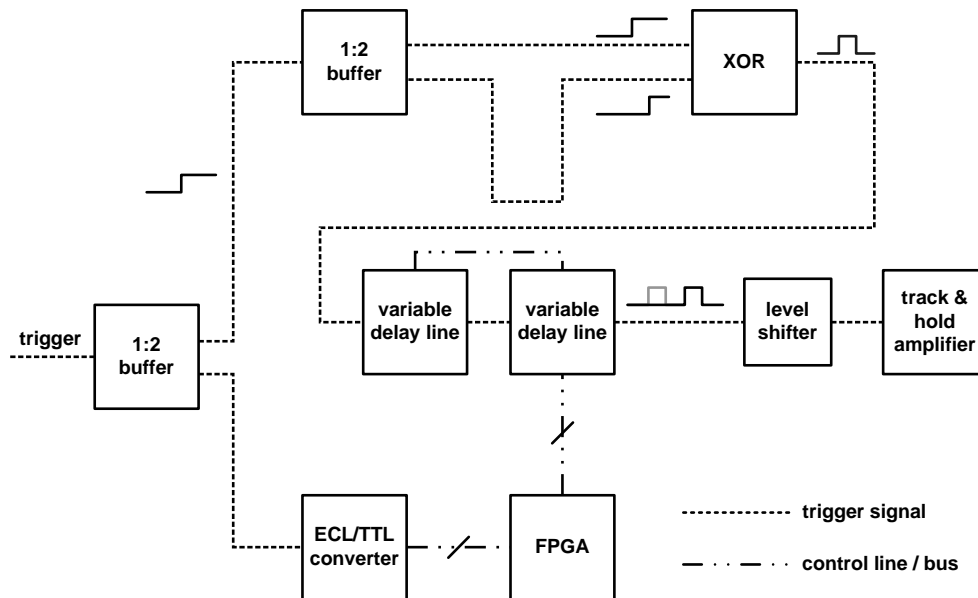 1:2
buffer
XOR
trigger
1:2
buffer
variable
delay line
variable
delay line
level
shifter
track &
hold
amplifier
ECL/TTL
converter
FPGA
trigger signal
control line / bus